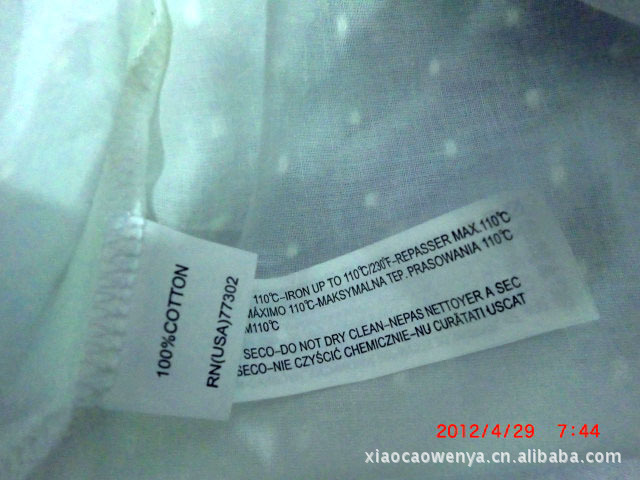 100%COTTON
RN(USA)77302
110℃-IRON UP TO 110℃/230℉-REPASSER MAX.110℃
MÁXIMO 110℃-MAKSYMALNA TEP. PRASOWANIA 110℃
M110℃
SECO-DO NOT DRY CLEAN-NEPAS NETTOYER A SEC
SECO-NIE CZYŚCIĆ CHEMICZNIE-NU CURĂTATI USCAT
2012/4/29 7:44
xiaocaowenya.cn.alibaba.com